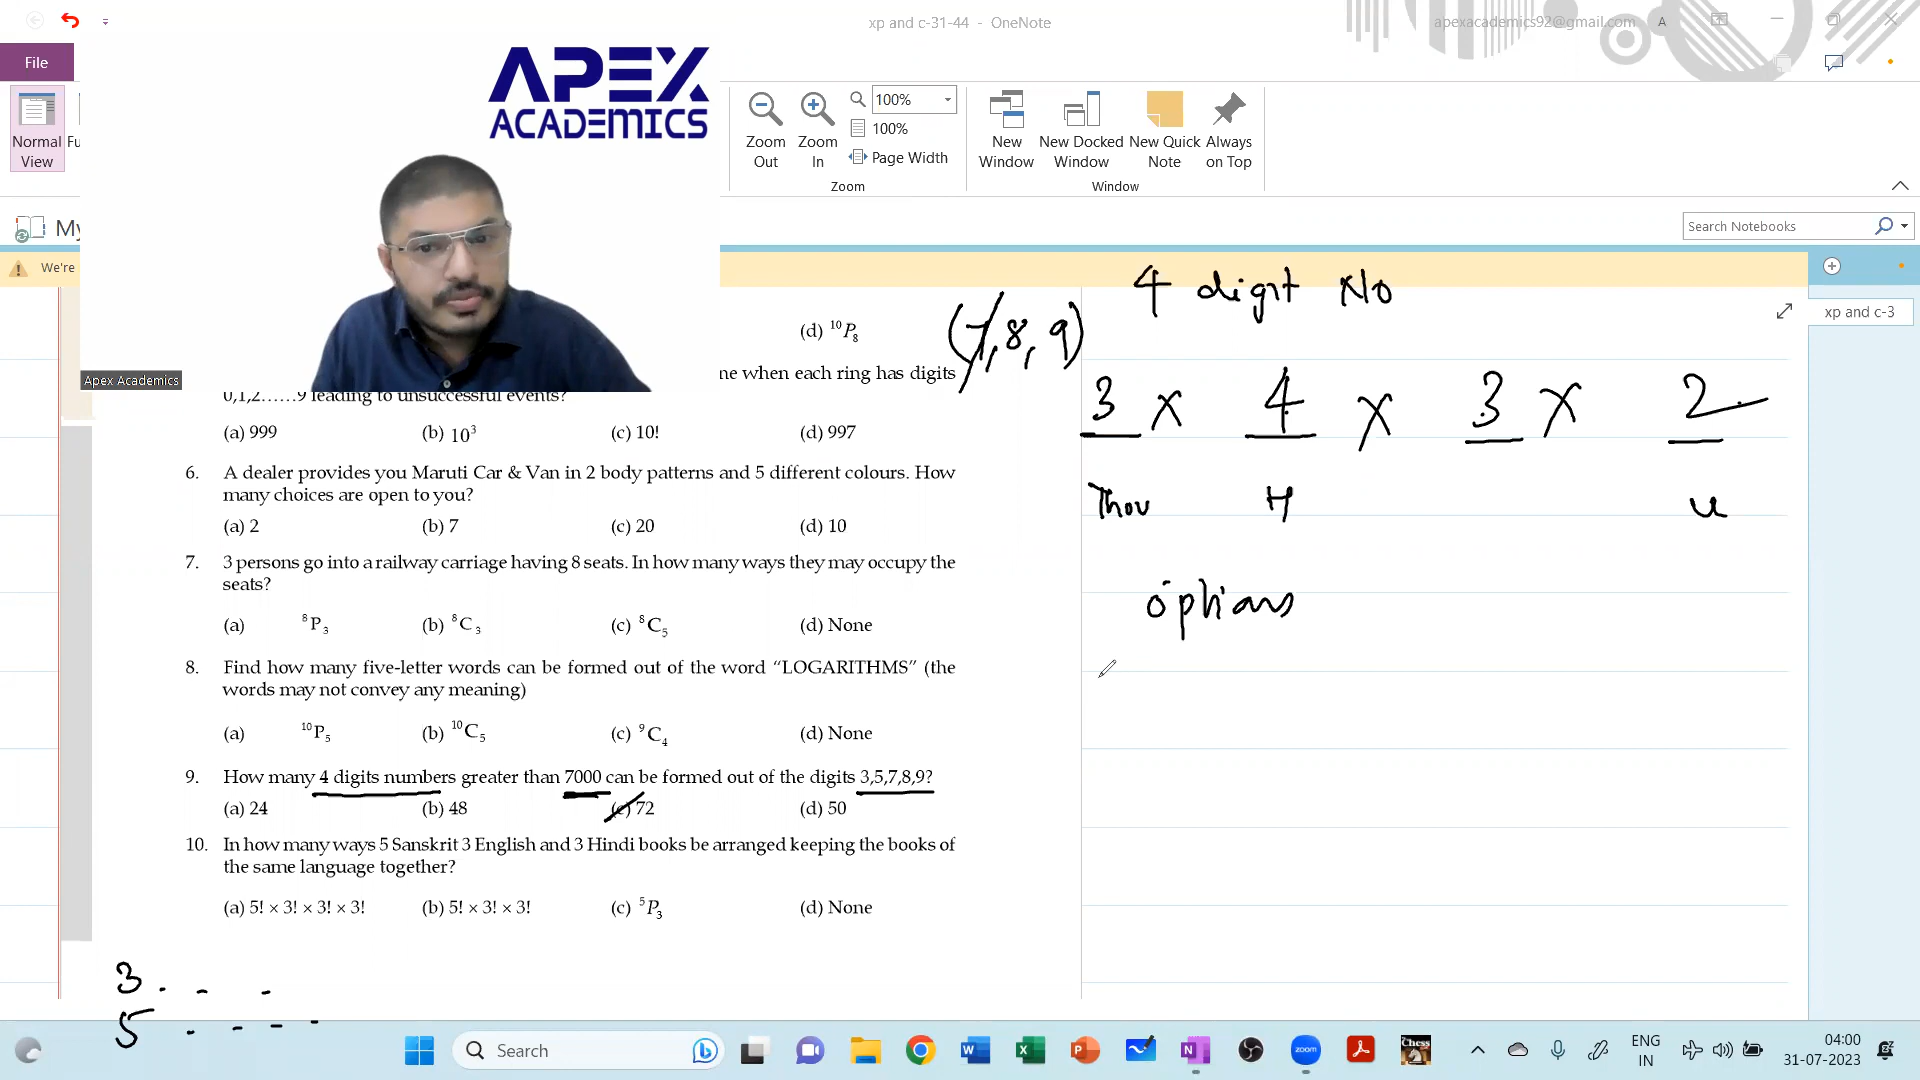 xp and c-31-44 - OneNote
apexacademics92@gmail.com A
File
APEX
ACADEMICS
100%
100%
Page Width
Normal View
Zoom Out
Zoom In
New Window
New Docked Window
New Quick Note
Always on Top
Zoom
Window
My
Search Notebooks
We're
xp and c-3
4 digit No
(7, 8, 9)
(d) 10P8
Apex Academics
ne when each ring has digits
0,1,2……9 leading to unsuccessful events?
(a) 999 (b) 10³ (c) 10! (d) 997
3 x 4 x 3 x 2
Thou H U
6. A dealer provides you Maruti Car & Van in 2 body patterns and 5 different colours. How
many choices are open to you?
(a) 2 (b) 7 (c) 20 (d) 10
7. 3 persons go into a railway carriage having 8 seats. In how many ways they may occupy the
seats?
(a) 8P3 (b) 8C3 (c) 8C5 (d) None
options
8. Find how many five-letter words can be formed out of the word “LOGARITHMS” (the
words may not convey any meaning)
(a) 10P5 (b) 10C5 (c) 9C4 (d) None
9. How many 4 digits numbers greater than 7000 can be formed out of the digits 3,5,7,8,9?
(a) 24 (b) 48 (c) 72 (d) 50
10. In how many ways 5 Sanskrit 3 English and 3 Hindi books be arranged keeping the books of
the same language together?
(a) 5! × 3! × 3! × 3! (b) 5! × 3! × 3! (c) 5P3 (d) None
3 . - - -
5 - - - -
Search
ENG
IN
04:00
31-07-2023